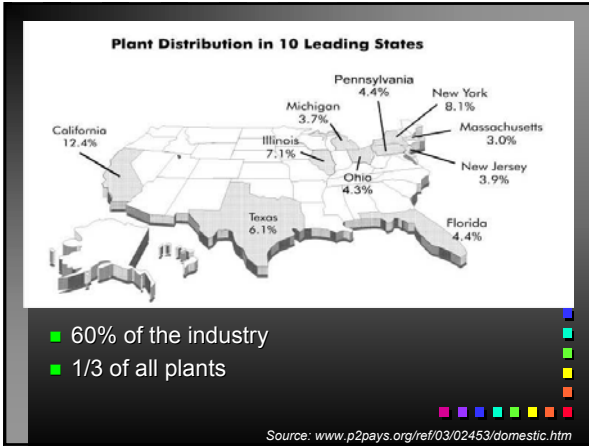 Plant Distribution in 10 Leading States
Pennsylvania
4.4%
New York
8.1%
Michigan
3.7%
Massachusetts
3.0%
California
12.4%
Illinois
7.1%
New Jersey
3.9%
Ohio
4.3%
Texas
6.1%
Florida
4.4%
60% of the industry
1/3 of all plants
Source: www.p2pays.org/ref/03/02453/domestic.htm